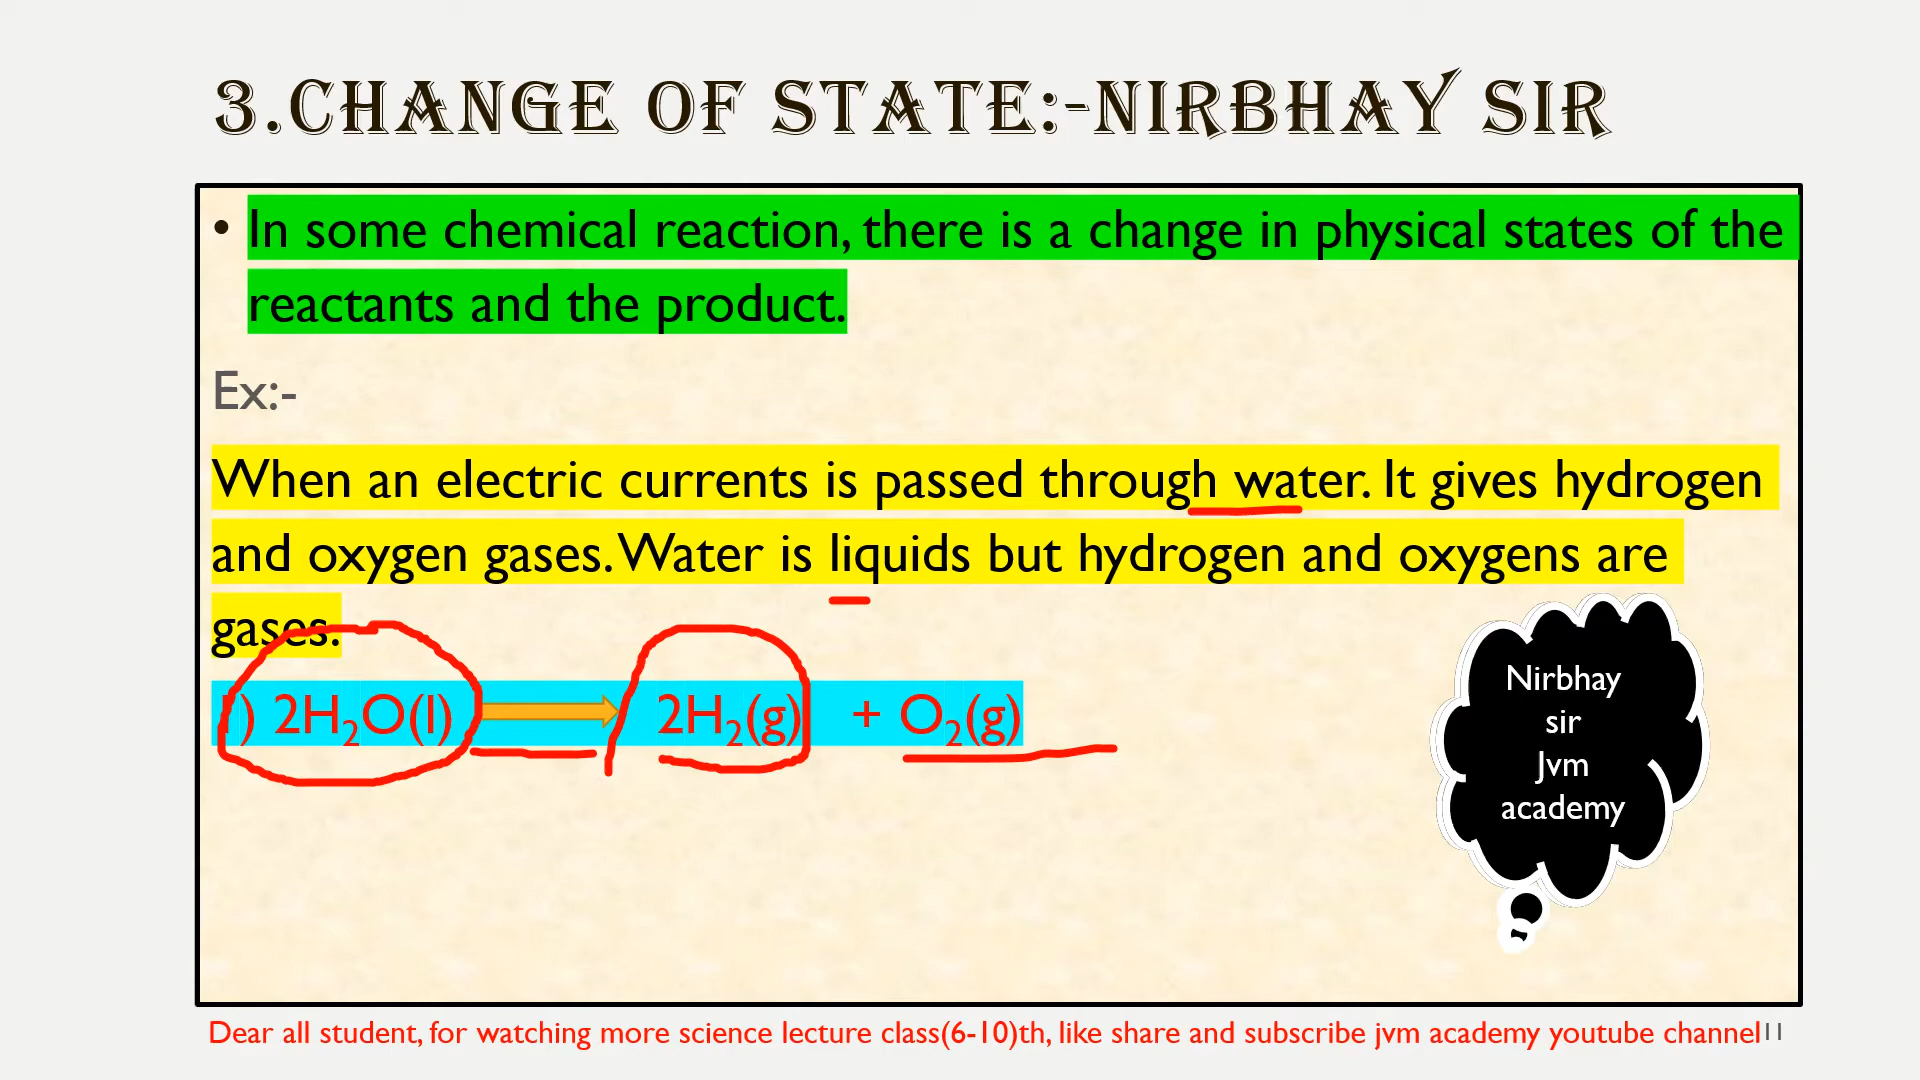 3.CHANGE OF STATE:-NIRBHAY SIR
• In some chemical reaction, there is a change in physical states of the
reactants and the product.
Ex:-
When an electric currents is passed through water. It gives hydrogen
and oxygen gases. Water is liquids but hydrogen and oxygens are
gases.
1) 2H₂O(l) 2H₂(g) + O₂(g)
Nirbhay
sir
Jvm
academy
Dear all student, for watching more science lecture class(6-10)th, like share and subscribe jvm academy youtube channel
11